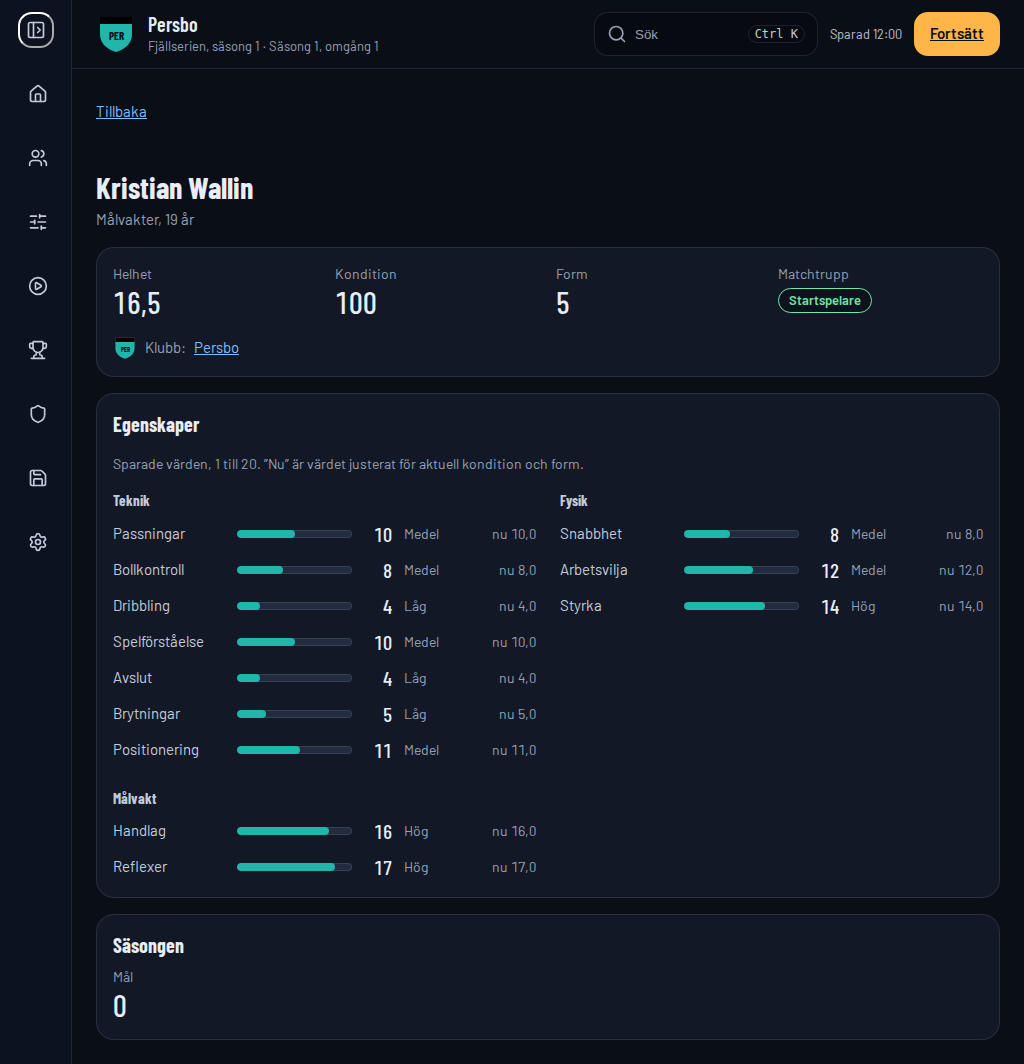 PER
Persbo
Fjällserien, säsong 1 · Säsong 1, omgång 1
Sök
Ctrl K
Sparad 12:00
Fortsätt
Tillbaka
Kristian Wallin
Målvakter, 19 år
Helhet
16,5
Kondition
100
Form
5
Matchtrupp
Startspelare
PER
Klubb: Persbo
Egenskaper
Sparade värden, 1 till 20. ”Nu” är värdet justerat för aktuell kondition och form.
Teknik
Passningar 10 Medel nu 10,0
Bollkontroll 8 Medel nu 8,0
Dribbling 4 Låg nu 4,0
Spelförståelse 10 Medel nu 10,0
Avslut 4 Låg nu 4,0
Brytningar 5 Låg nu 5,0
Positionering 11 Medel nu 11,0
Fysik
Snabbhet 8 Medel nu 8,0
Arbetsvilja 12 Medel nu 12,0
Styrka 14 Hög nu 14,0
Målvakt
Handlag 16 Hög nu 16,0
Reflexer 17 Hög nu 17,0
Säsongen
Mål
0